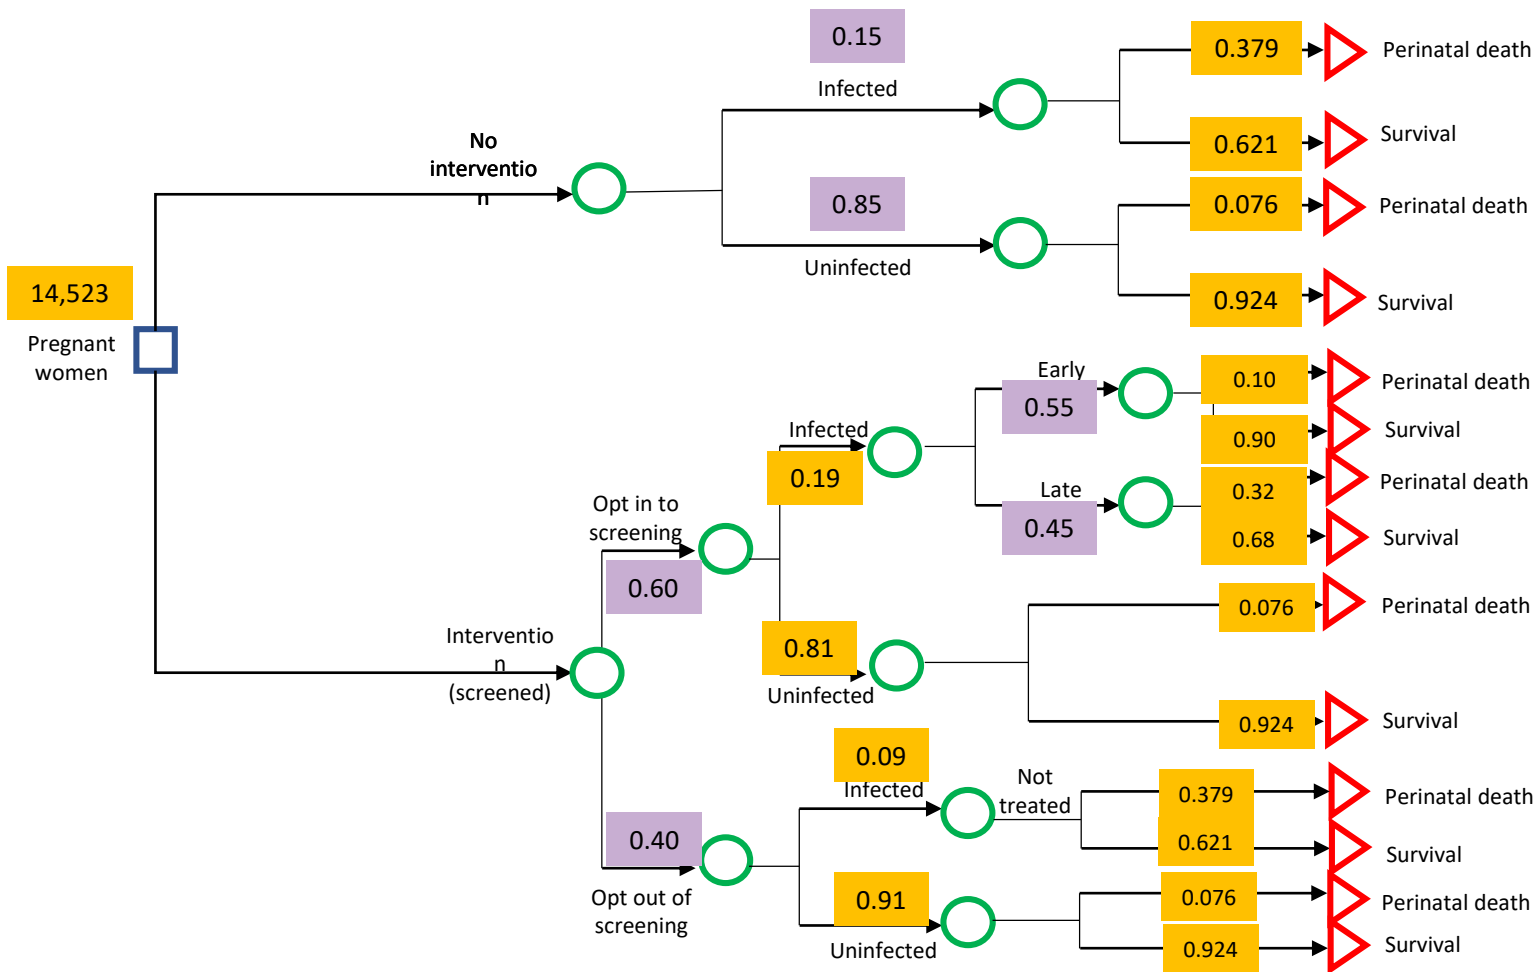 0.15
Infected
0.379
Perinatal death
0.621
Survival
No
interventio
n
0.85
Uninfected
0.076
Perinatal death
0.924
Survival
14,523
Pregnant
women
Early
0.55
0.10
Perinatal death
0.90
Survival
Infected
0.19
Late
0.45
0.32
Perinatal death
0.68
Survival
Opt in to
screening
0.60
0.81
Uninfected
0.076
Perinatal death
0.924
Survival
Interventio
n
(screened)
0.09
Infected
Not
treated
0.379
Perinatal death
0.621
Survival
0.40
Opt out of
screening
0.91
Uninfected
0.076
Perinatal death
0.924
Survival